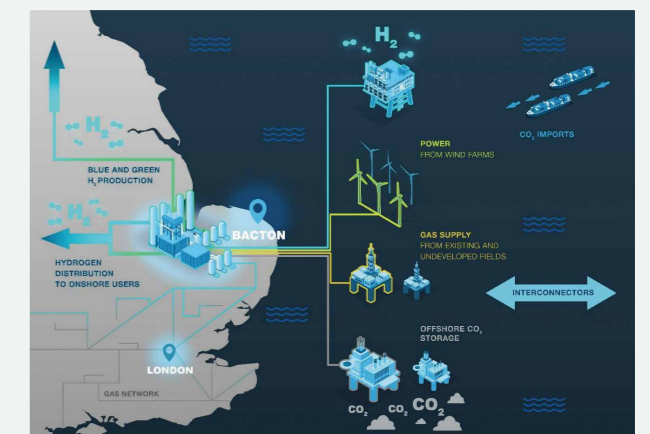 H₂
CO₂ IMPORTS
H₂
POWER
FROM WIND FARMS
BLUE AND GREEN
H₂ PRODUCTION
H₂
BACTON
GAS SUPPLY
FROM EXISTING AND
UNDEVELOPED FIELDS
HYDROGEN
DISTRIBUTION
TO ONSHORE USERS
INTERCONNECTORS
OFFSHORE CO₂
STORAGE
LONDON
GAS NETWORK
CO₂ CO₂ CO₂